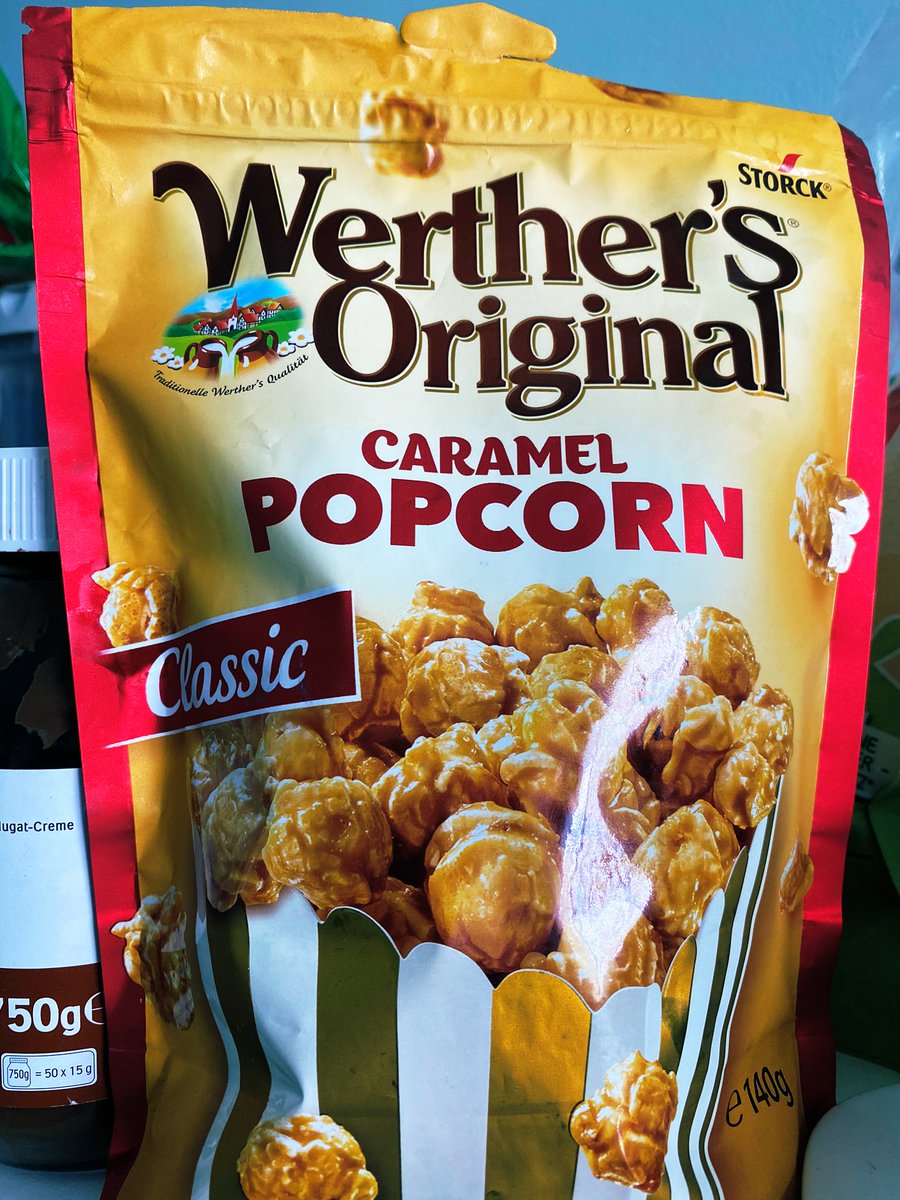 STORCK®
Werther's®
Original
Traditionelle Werther's Qualität
CARAMEL
POPCORN
Classic
ugat-Creme
750g e
750g = 50 x 15 g
e 140g